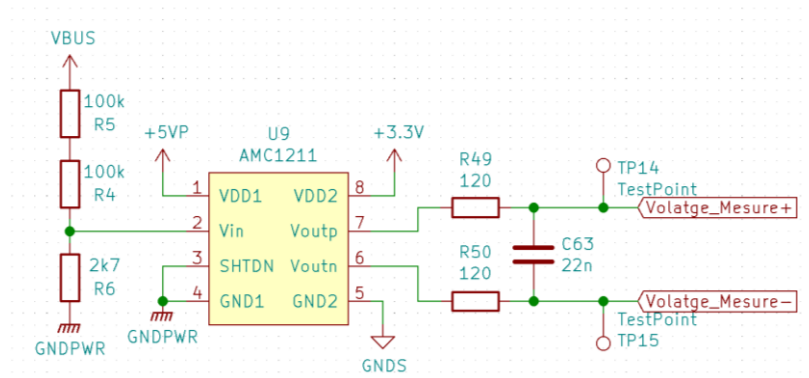 VBUS
100k
R5
100k
R4
2k7
R6
GNDPWR
+5VP
U9
AMC1211
+3.3V
1 VDD1 VDD2 8
2 Vin Voutp 7
3 SHTDN Voutn 6
4 GND1 GND2 5
GNDPWR
GNDS
R49
120
R50
120
C63
22n
TP14
TestPoint
Volatge_Mesure+
Volatge_Mesure-
TestPoint
TP15